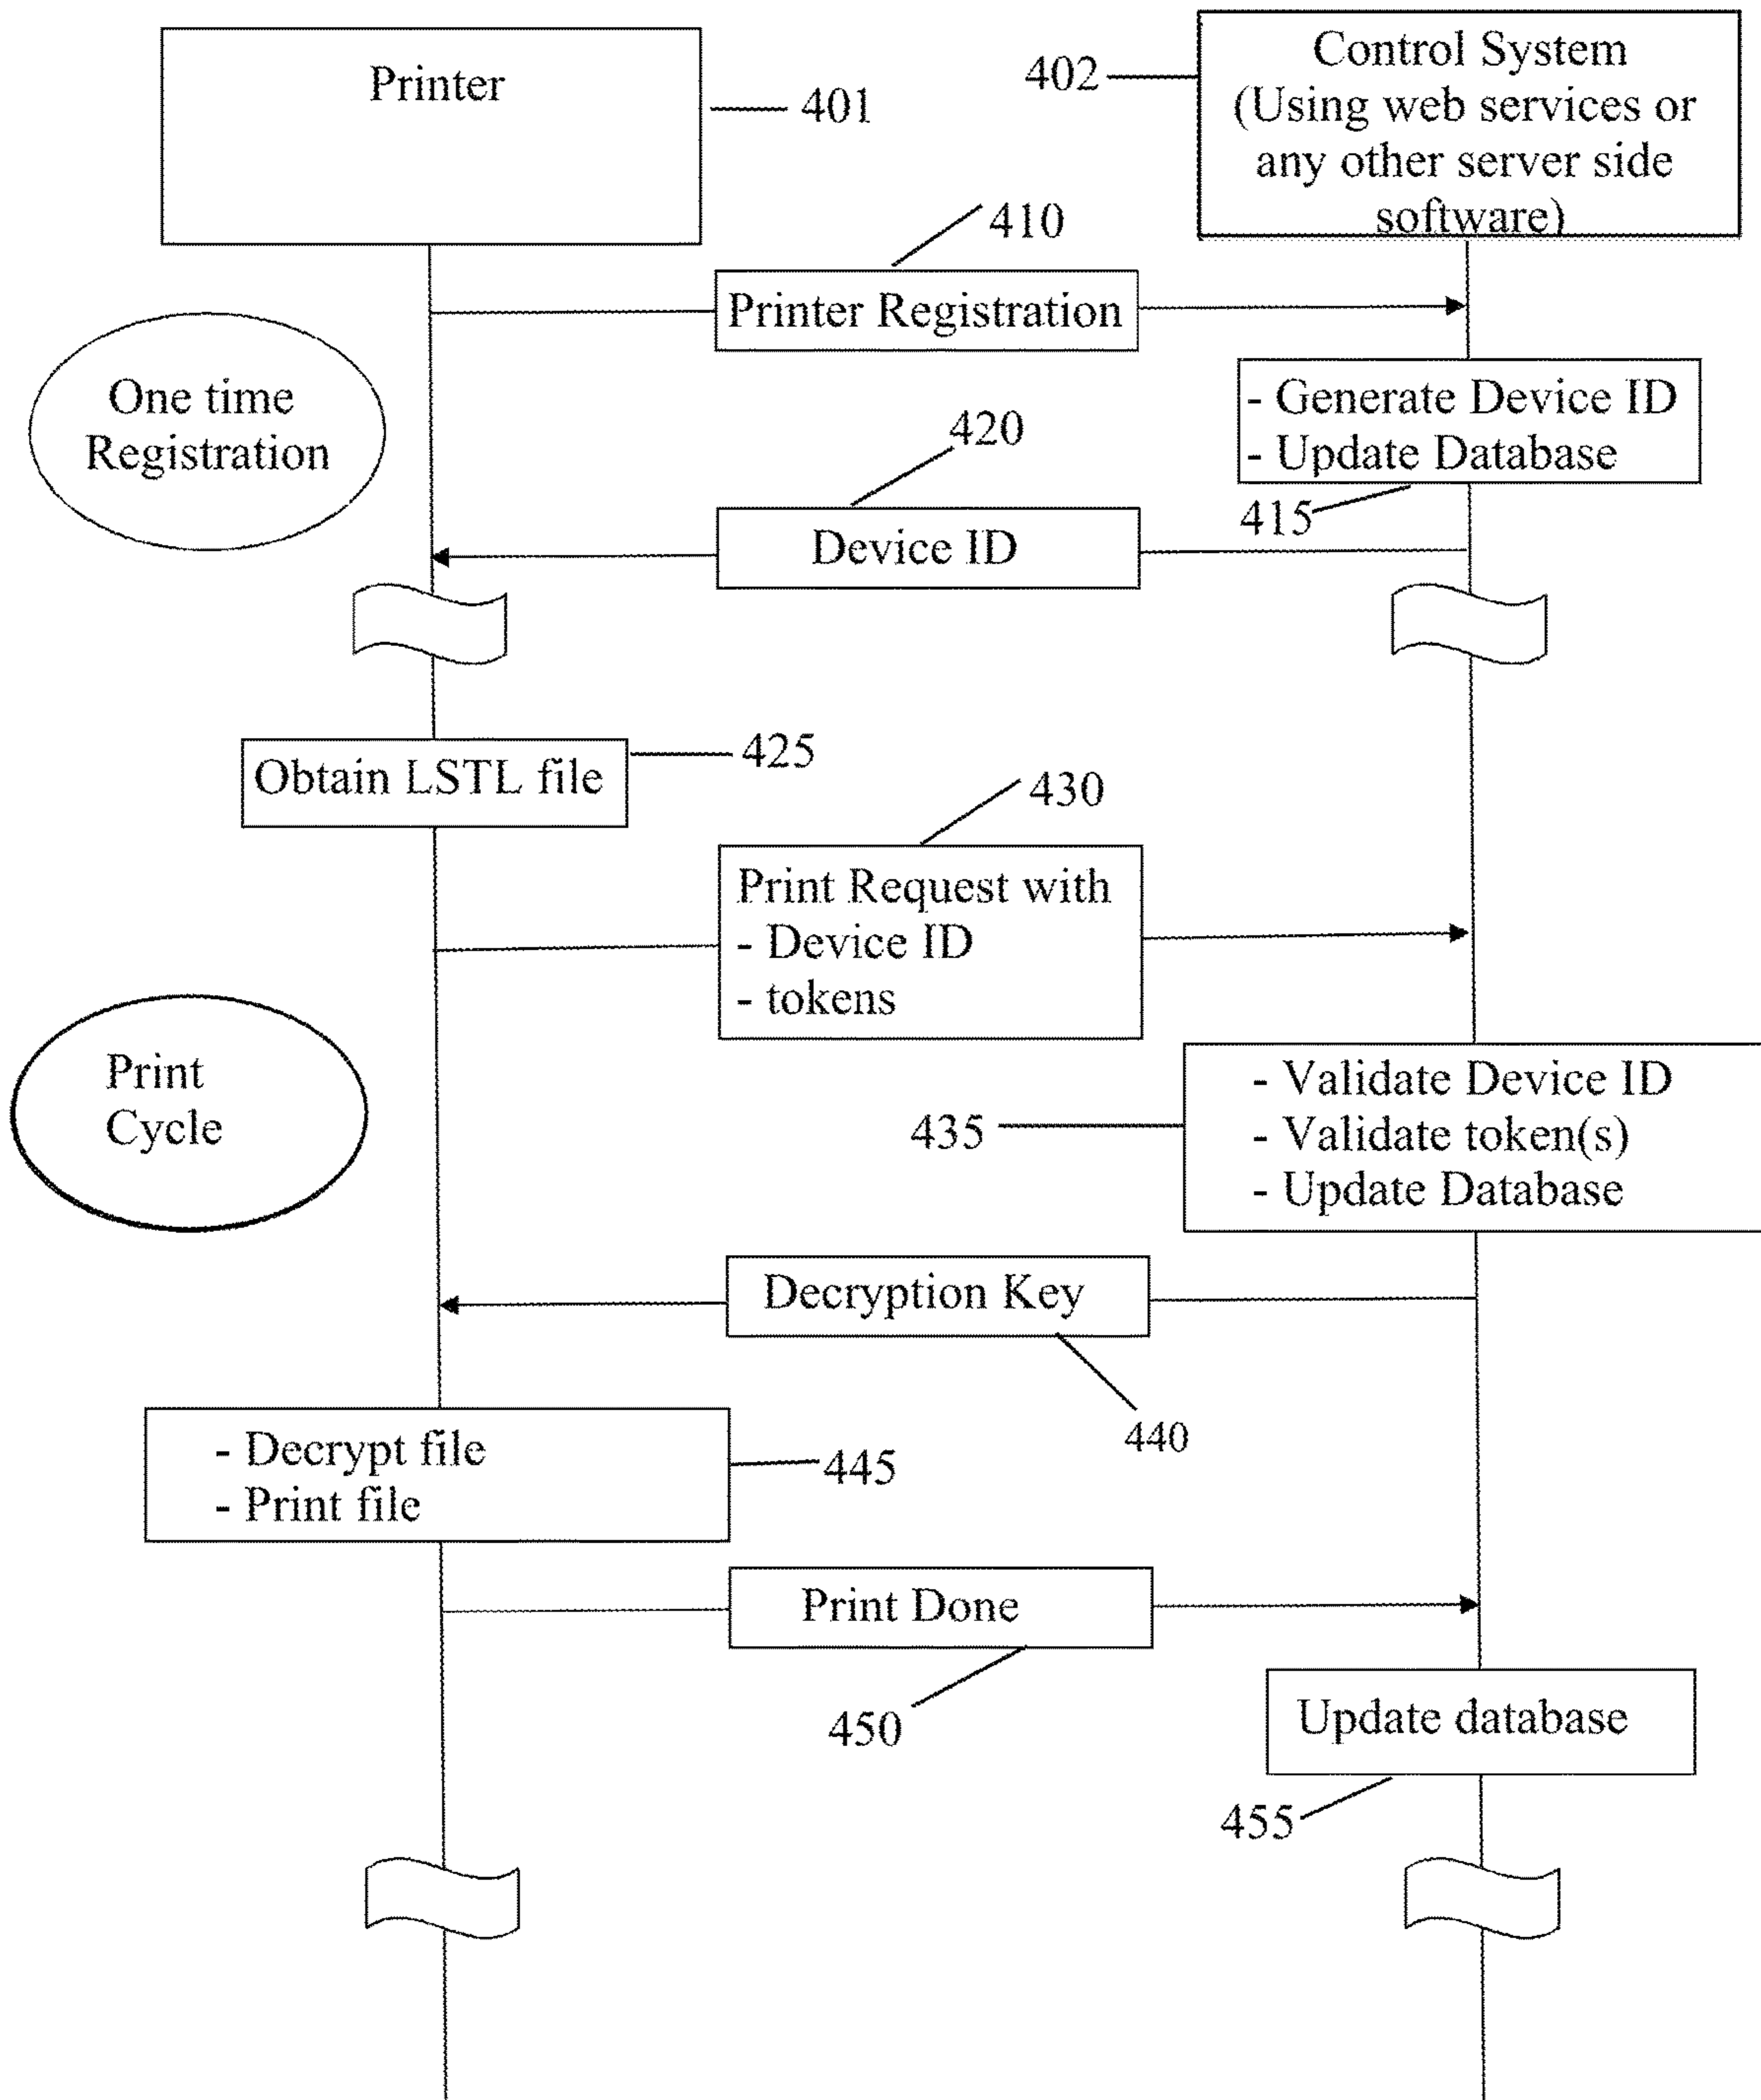 Printer
401
402
Control System
(Using web services or
any other server side
software)
410
Printer Registration
One time
Registration
- Generate Device ID
- Update Database
415
420
Device ID
Obtain LSTL file
425
430
Print Request with
- Device ID
- tokens
Print
Cycle
435
- Validate Device ID
- Validate token(s)
- Update Database
Decryption Key
440
- Decrypt file
- Print file
445
Print Done
450
Update database
455